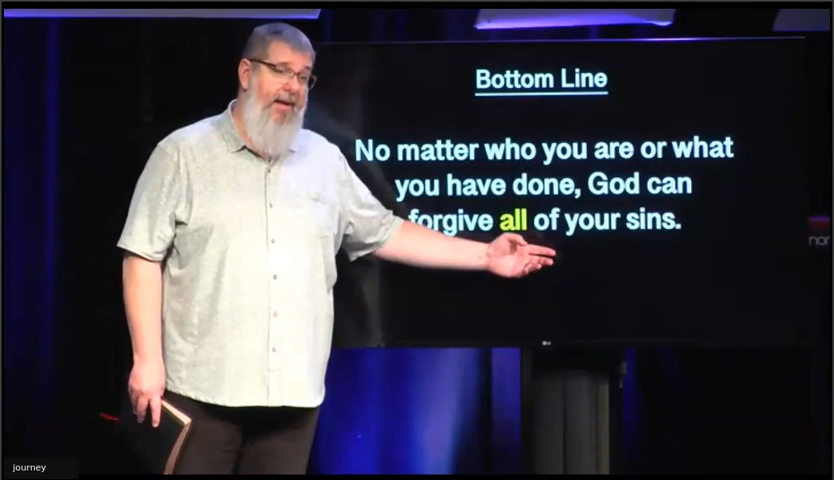 Bottom Line
No matter who you are or what
you have done, God can
forgive all of your sins.
LG
journey